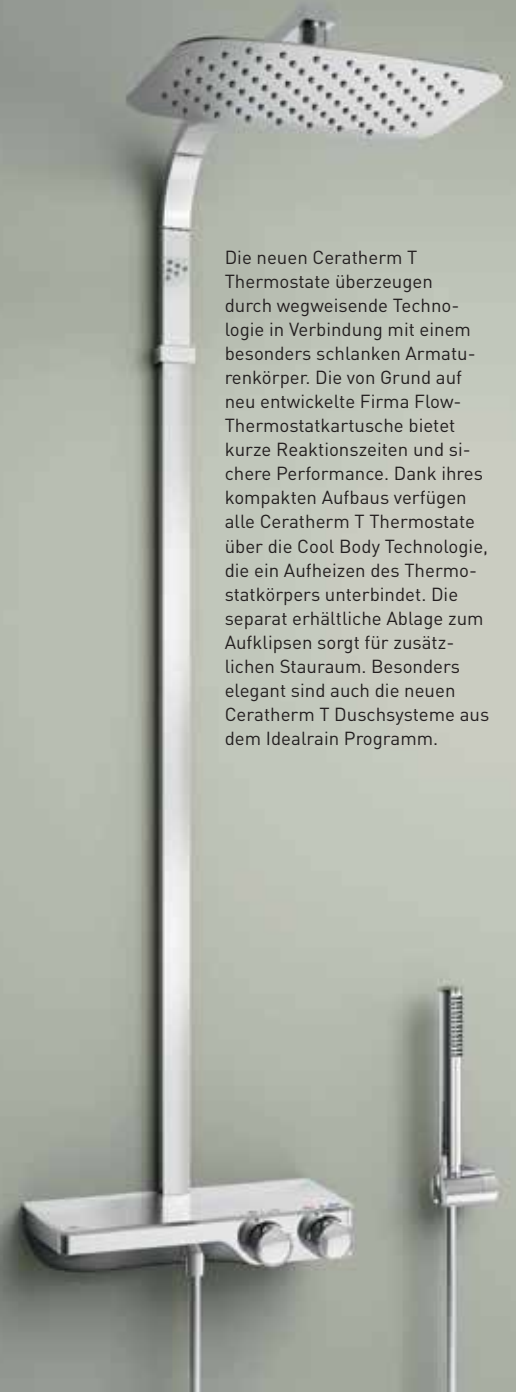 Die neuen Ceratherm T
Thermostate überzeugen
durch wegweisende Techno-
logie in Verbindung mit einem
besonders schlanken Armatu-
renkörper. Die von Grund auf
neu entwickelte Firma Flow-
Thermostatkartusche bietet
kurze Reaktionszeiten und si-
chere Performance. Dank ihres
kompakten Aufbaus verfügen
alle Ceratherm T Thermostate
über die Cool Body Technologie,
die ein Aufheizen des Thermo-
statkörpers unterbindet. Die
separat erhältliche Ablage zum
Aufklipsen sorgt für zusätz-
lichen Stauraum. Besonders
elegant sind auch die neuen
Ceratherm T Duschsysteme aus
dem Idealrain Programm.